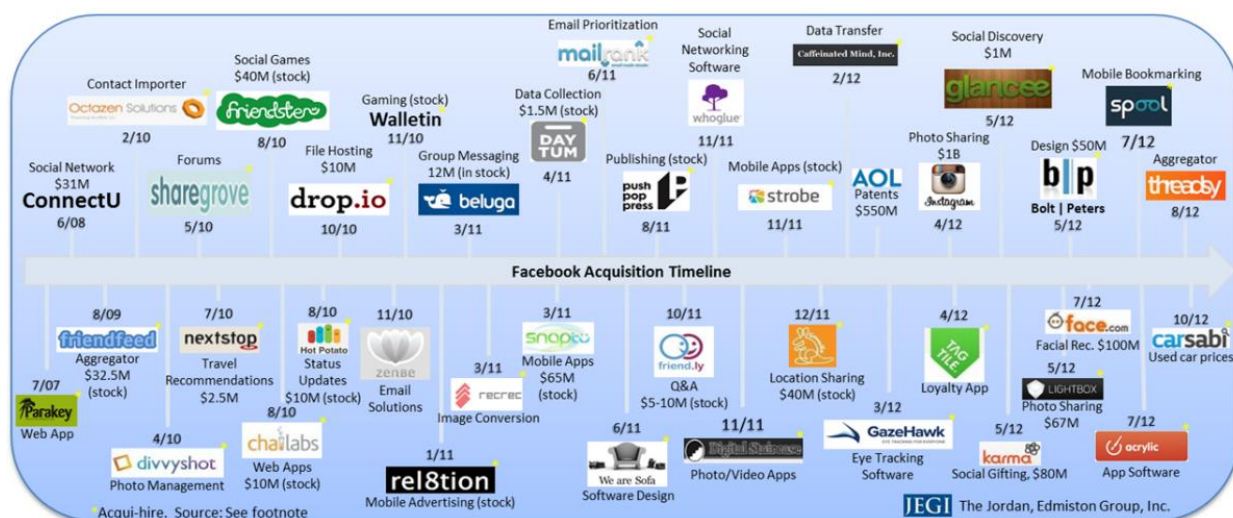 Social Network
$31M
ConnectU
6/08
Contact Importer
Octazen Solutions
2/10
Forums
sharegrove
5/10
Social Games
$40M (stock)
friendster
8/10
File Hosting
$10M
drop.io
10/10
Gaming (stock)
Walletin
11/10
Group Messaging
12M (in stock)
beluga
3/11
Data Collection
$1.5M (stock)
DAY
TUM
4/11
Email Prioritization
mailrank
6/11
Publishing (stock)
push
pop
press
8/11
Social
Networking
Software
whoglue
11/11
Mobile Apps (stock)
strobe
11/11
Data Transfer
Caffeinated Mind, Inc.
2/12
AOL
Patents
$550M
Photo Sharing
$1B
Instagram
4/12
Social Discovery
$1M
glancee
5/12
Design $50M
b|p
Bolt | Peters
5/12
Mobile Bookmarking
spool
7/12
Aggregator
threadsy
8/12
Facebook Acquisition Timeline
7/07
Parakey
Web App
8/09
friendfeed
Aggregator
$32.5M
(stock)
4/10
divvyshot
Photo Management
7/10
nextstop
Travel
Recommendations
$2.5M
8/10
chailabs
Web Apps
$10M (stock)
8/10
Hot Potato
Status
Updates
$10M (stock)
11/10
zenbe
Email
Solutions
1/11
rel8tion
Mobile Advertising (stock)
3/11
recrec
Image Conversion
3/11
snaptu
Mobile Apps
$65M
(stock)
6/11
We are Sofa
Software Design
10/11
friend.ly
Q&A
$5-10M (stock)
11/11
Digital Staircase
Photo/Video Apps
12/11
Location Sharing
$40M (stock)
3/12
GazeHawk
Eye Tracking
Software
4/12
TAG
TILE
Loyalty App
5/12
karma
Social Gifting, $80M
5/12
LIGHTBOX
Photo Sharing
$67M
7/12
face.com
Facial Rec. $100M
7/12
acrylic
App Software
10/12
carsabi
Used car prices
*Acqui-hire. Source: See footnote
JEGI The Jordan, Edmiston Group, Inc.